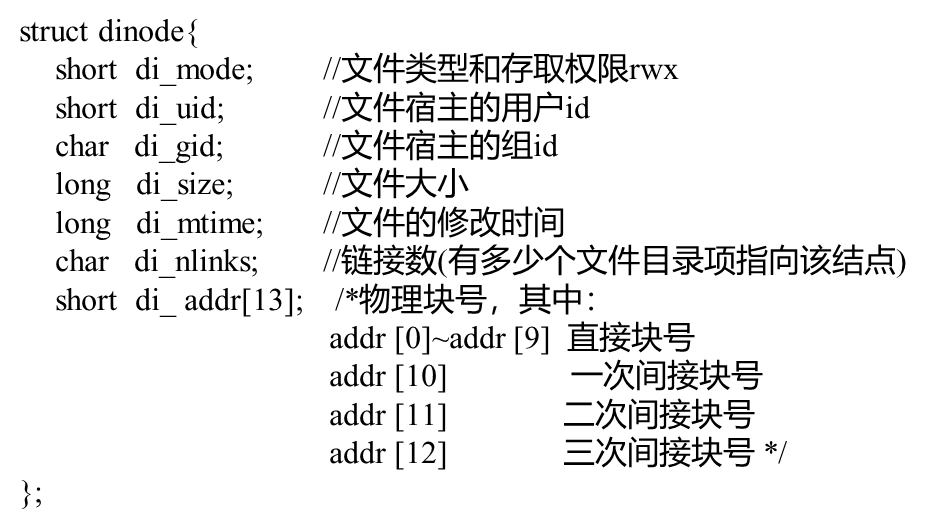 struct dinode{
short di_mode; //文件类型和存取权限rwx
short di_uid; //文件宿主的用户id
char di_gid; //文件宿主的组id
long di_size; //文件大小
long di_mtime; //文件的修改时间
char di_nlinks; //链接数(有多少个文件目录项指向该结点)
short di_ addr[13]; /*物理块号，其中：
addr [0]~addr [9] 直接块号
addr [10] 一次间接块号
addr [11] 二次间接块号
addr [12] 三次间接块号 */
};